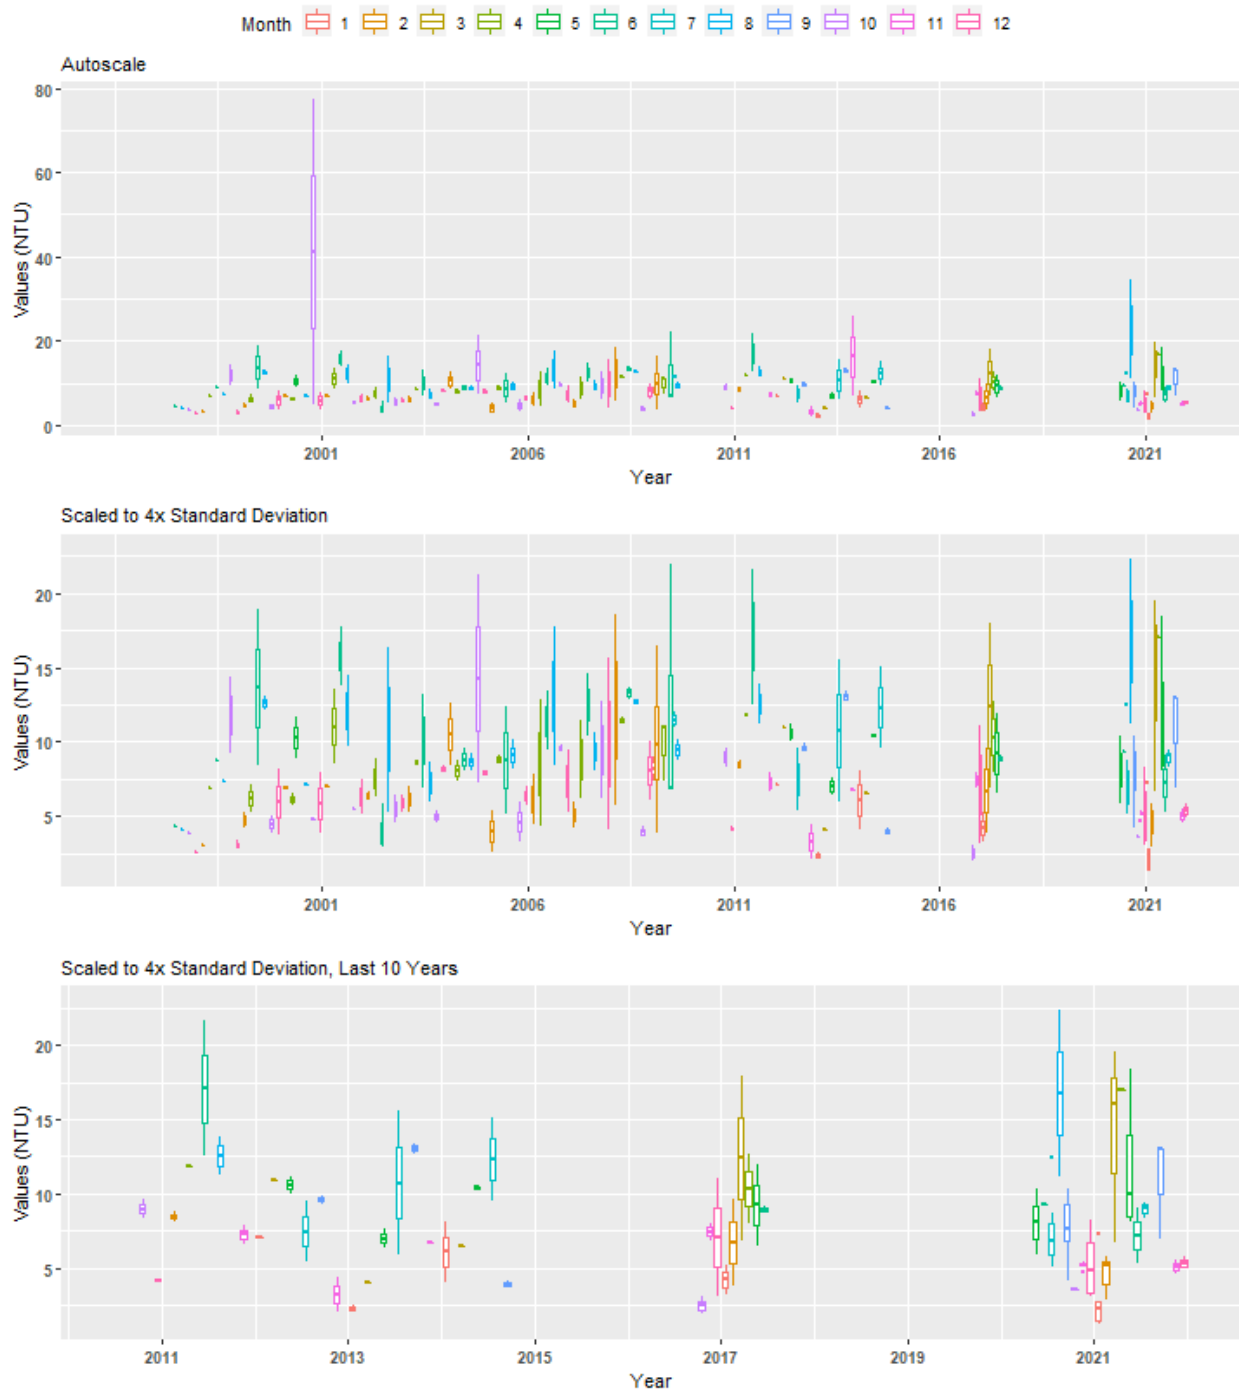 Month 1 2 3 4 5 6 7 8 9 10 11 12
Autoscale
80
60
40
20
0
Values (NTU)
2001 2006 2011 2016 2021
Year
Scaled to 4x Standard Deviation
20
15
10
5
Values (NTU)
2001 2006 2011 2016 2021
Year
Scaled to 4x Standard Deviation, Last 10 Years
20
15
10
5
Values (NTU)
2011 2013 2015 2017 2019 2021
Year